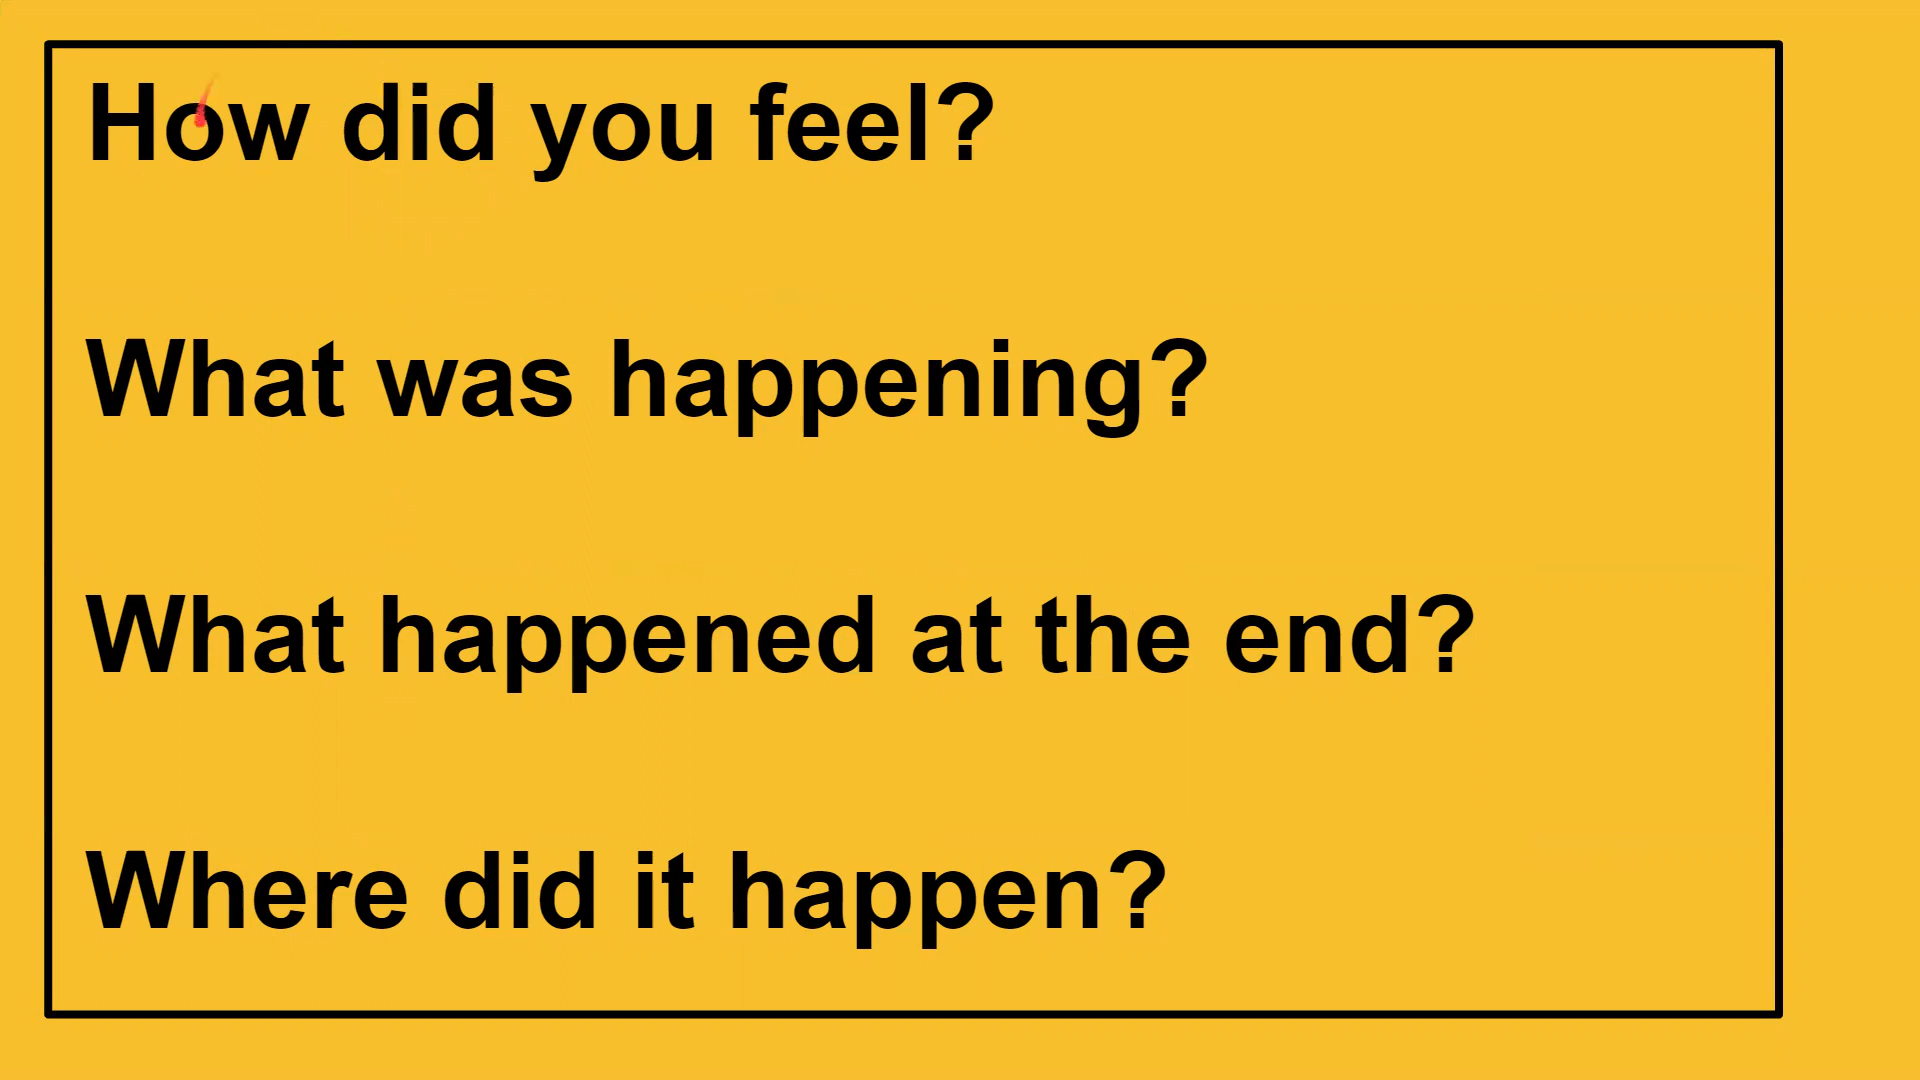 How did you feel?
What was happening?
What happened at the end?
Where did it happen?